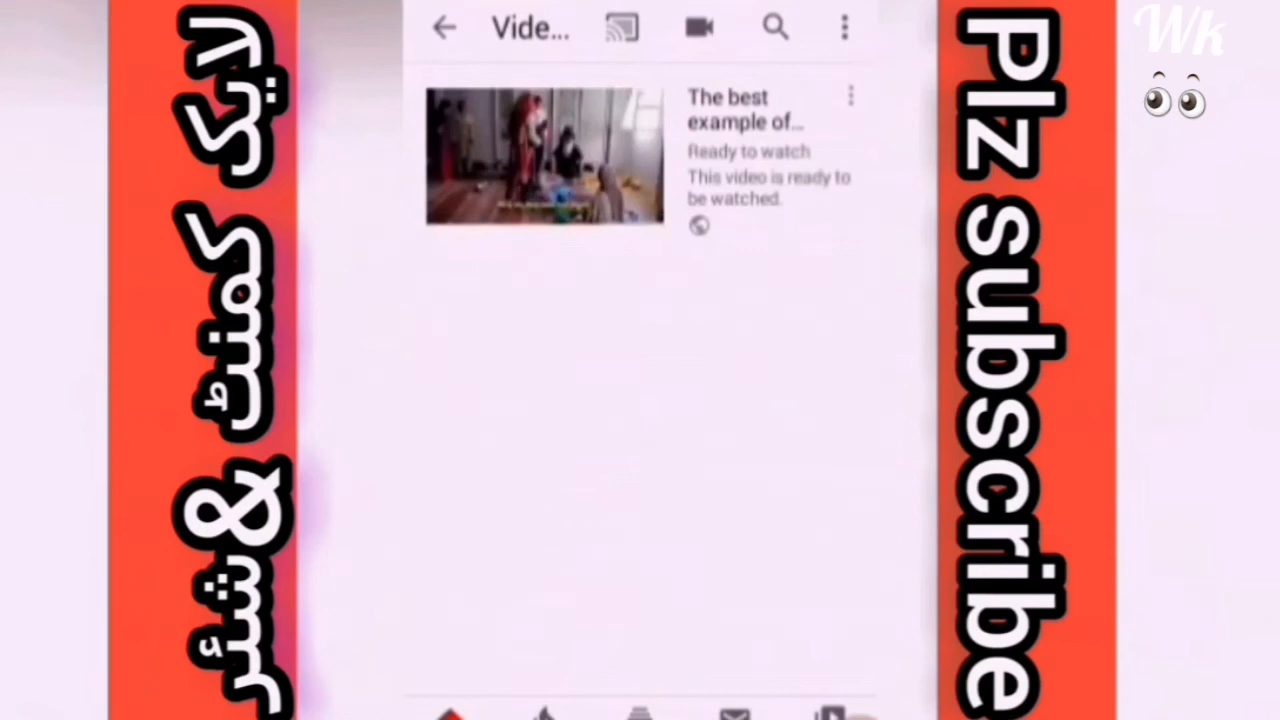 لایک کمنٹ &شئر
Vide...
The best
example of...
Ready to watch
This video is ready to
be watched.
Plz subscribe
Wk